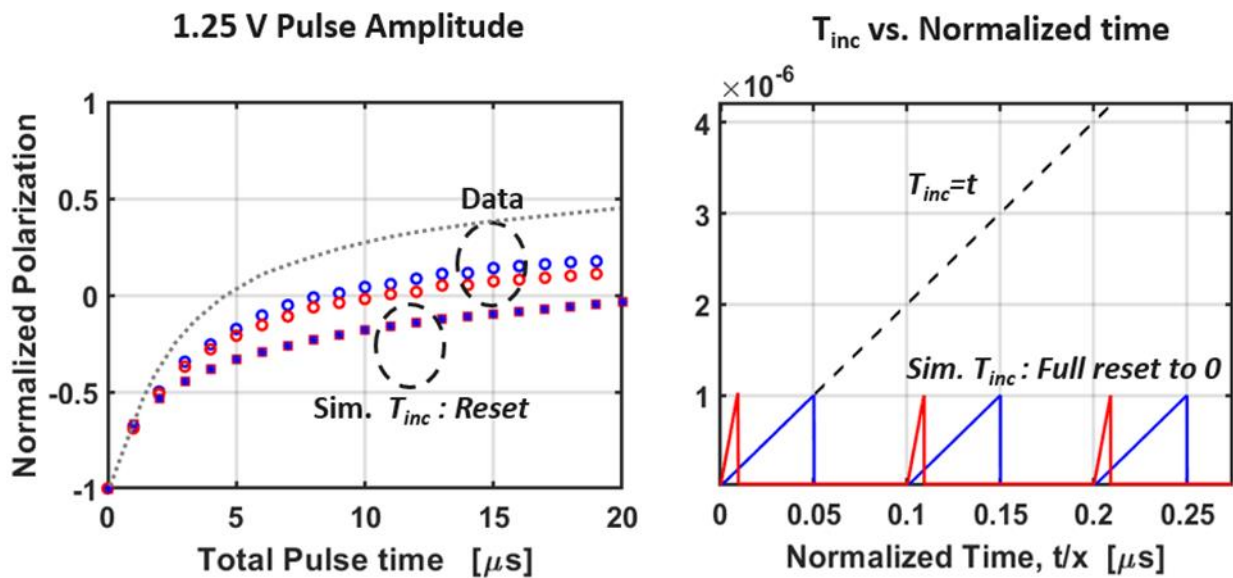 1.25 V Pulse Amplitude
Normalized Polarization
1
0.5
0
-0.5
-1
Data
Sim. T_inc : Reset
0 5 10 15 20
Total Pulse time [μs]
T_inc vs. Normalized time
×10^-6
4
3
2
1
T_inc=t
Sim. T_inc : Full reset to 0
0 0.05 0.1 0.15 0.2 0.25
Normalized Time, t/x [μs]